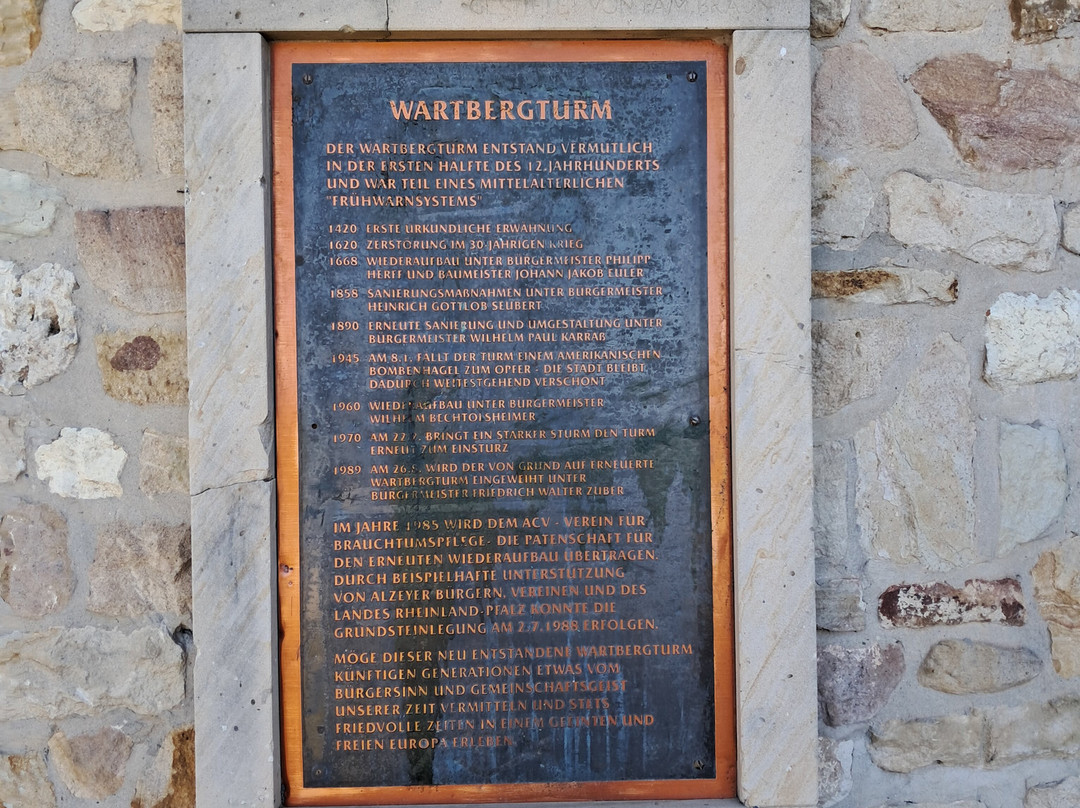 GESTIFTET VON FAM. BRAUN
WARTBERGTURM
DER WARTBERGTURM ENTSTAND VERMUTLICH
IN DER ERSTEN HÄLFTE DES 12.JAHRHUNDERTS
UND WAR TEIL EINES MITTELALTERLICHEN
"FRÜHWARNSYSTEMS"
1420 ERSTE URKUNDLICHE ERWÄHNUNG
1620 ZERSTÖRUNG IM 30-JÄHRIGEN KRIEG
1668 WIEDERAUFBAU UNTER BÜRGERMEISTER PHILIPP
HERFF UND BAUMEISTER JOHANN JAKOB EULER
1858 SANIERUNGSMAßNAHMEN UNTER BÜRGERMEISTER
HEINRICH GOTTLOB SEUBERT
1890 ERNEUTE SANIERUNG UND UMGESTALTUNG UNTER
BÜRGERMEISTER WILHELM PAUL KARRAß
1945 AM 8.1. FÄLLT DER TURM EINEM AMERIKANISCHEN
BOMBENHAGEL ZUM OPFER - DIE STADT BLEIBT
DADURCH WEITESTGEHEND VERSCHONT
1960 WIEDERAUFBAU UNTER BÜRGERMEISTER
WILHELM BECHTOLSHEIMER
1970 AM 22.7. BRINGT EIN STARKER STURM DEN TURM
ERNEUT ZUM EINSTURZ
1989 AM 26.8. WIRD DER VON GRUND AUF ERNEUERTE
WARTBERGTURM EINGEWEIHT UNTER
BÜRGERMEISTER FRIEDRICH WALTER ZUBER
IM JAHRE 1985 WIRD DEM ACV - VEREIN FÜR
BRAUCHTUMSPFLEGE - DIE PATENSCHAFT FÜR
DEN ERNEUTEN WIEDERAUFBAU ÜBERTRAGEN.
DURCH BEISPIELHAFTE UNTERSTÜTZUNG
VON ALZEYER BÜRGERN, VEREINEN UND DES
LANDES RHEINLAND-PFALZ KONNTE DIE
GRUNDSTEINLEGUNG AM 2.7.1988 ERFOLGEN.
MÖGE DIESER NEU ENTSTANDENE WARTBERGTURM
KÜNFTIGEN GENERATIONEN ETWAS VOM
BÜRGERSINN UND GEMEINSCHAFTSGEIST
UNSERER ZEIT VERMITTELN UND STETS
FRIEDVOLLE ZEITEN IN EINEM GEEINTEN UND
FREIEN EUROPA ERLEBEN.